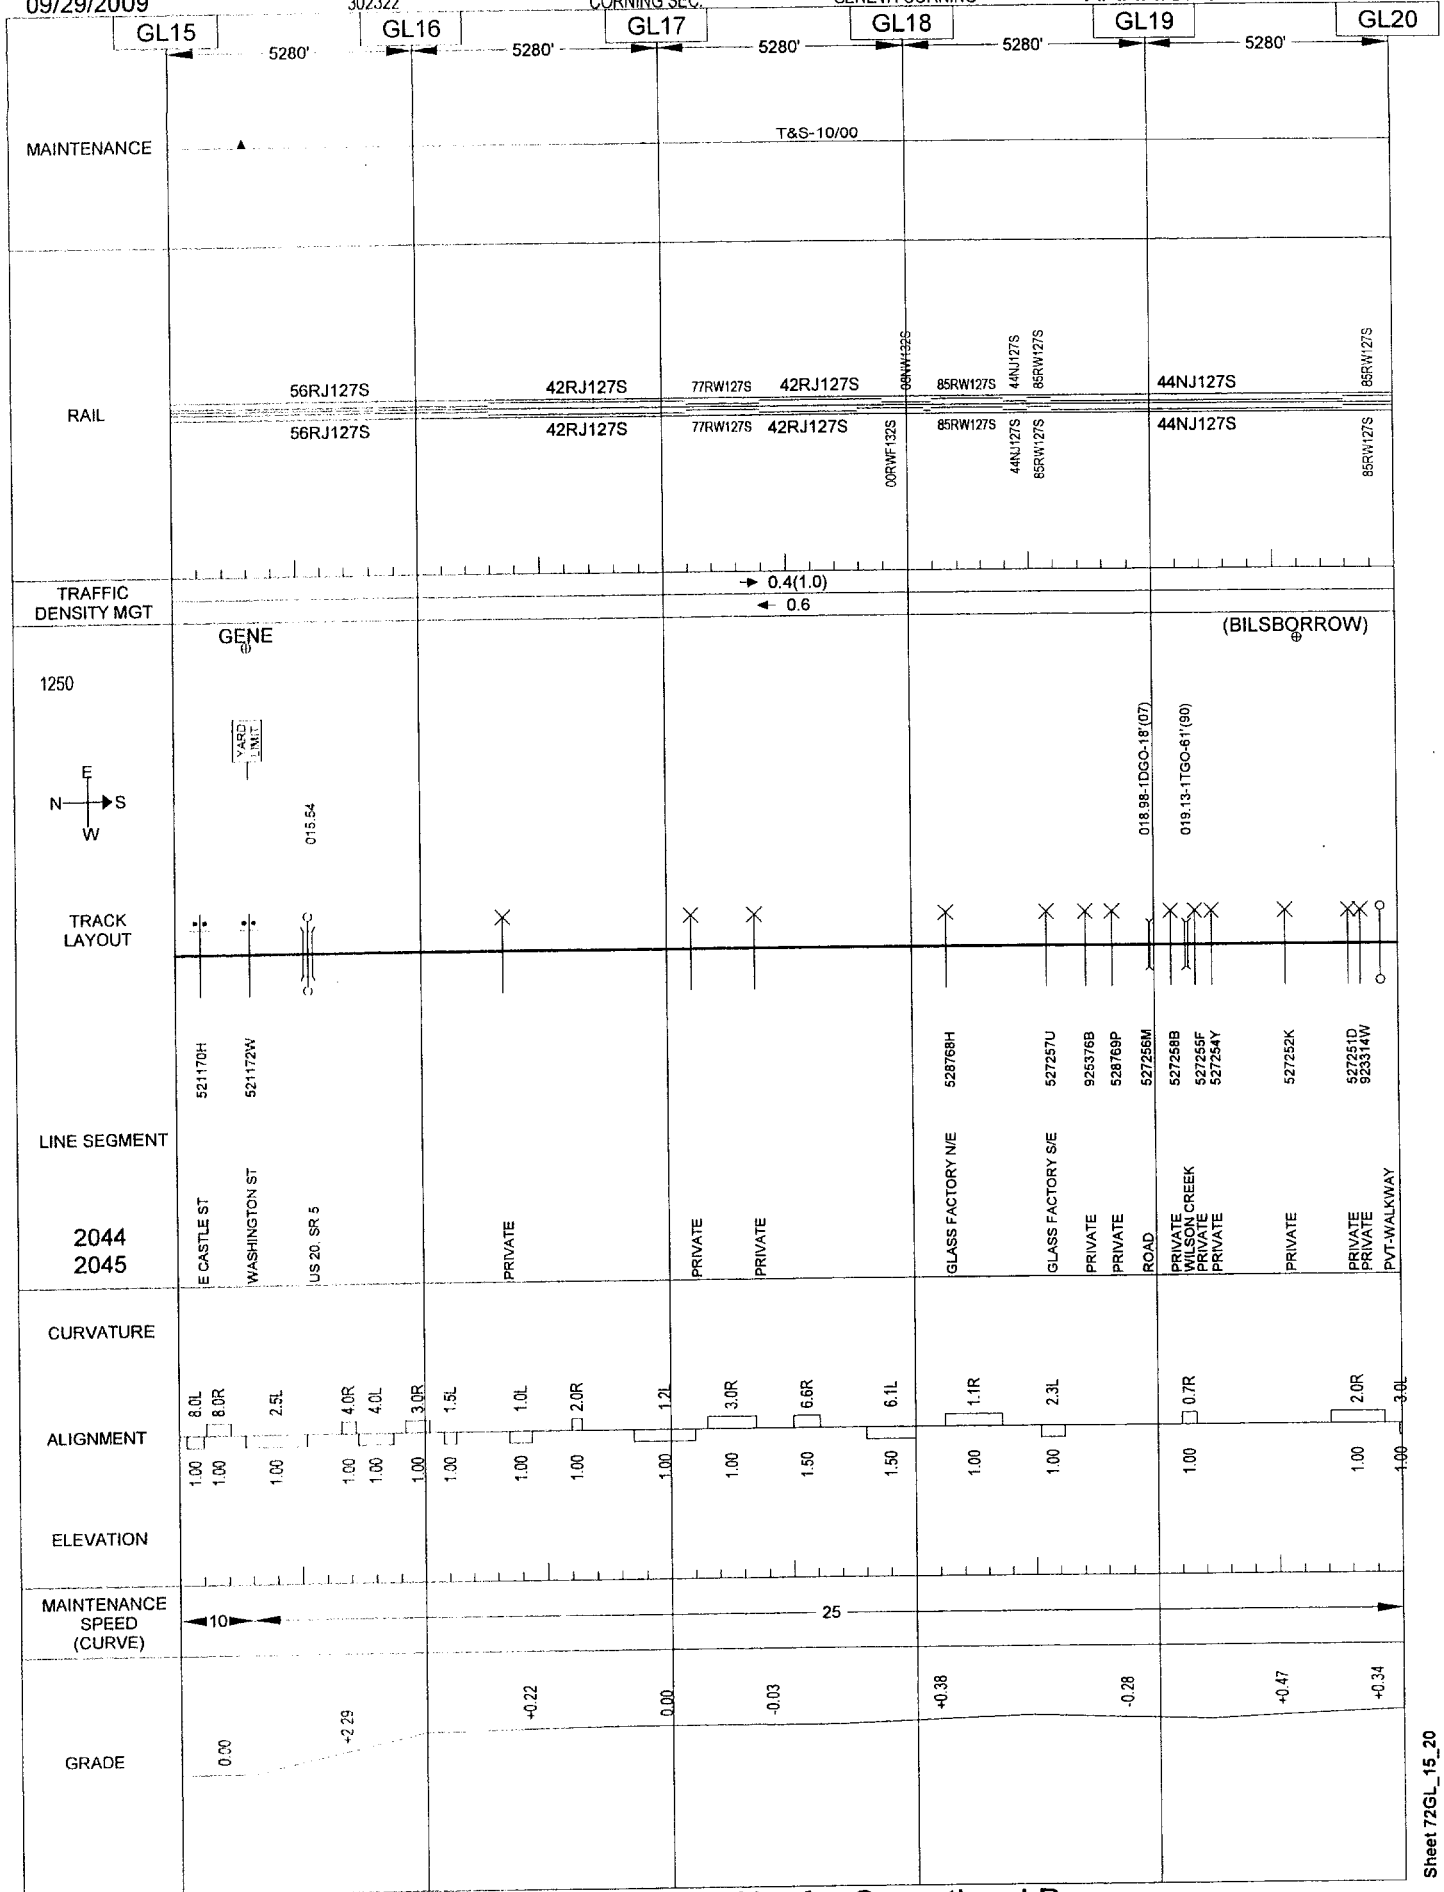 09/29/2009 302322 CORNING SEC.
GL15 GL16 GL17 GL18 GL19 GL20
5280' 5280' 5280' 5280' 5280'
MAINTENANCE
T&S-10/00
RAIL
56RJ127S 42RJ127S 77RW127S 42RJ127S 85RW127S 44NJ127S 85RW127S 44NJ127S 85RW127S
56RJ127S 42RJ127S 77RW127S 42RJ127S 00RWF132S 85RW127S 44NJ127S 85RW127S 44NJ127S 85RW127S
TRAFFIC
DENSITY MGT
0.4(1.0)
0.6
GENE
(BILSBORROW)
1250
YARD
LIMIT
E
N S
W
015.54
018.98-1DGO-18'(07)
019.13-1TGO-61'(90)
TRACK
LAYOUT
521170H
521172W
528768H
527257U
925376B
528769P
527256M
527258B
527255F
527254Y
527252K
527251D
923314W
LINE SEGMENT
2044
2045
E CASTLE ST
WASHINGTON ST
US 20, SR 5
PRIVATE
PRIVATE
PRIVATE
GLASS FACTORY N/E
GLASS FACTORY S/E
PRIVATE
PRIVATE
ROAD
PRIVATE
WILSON CREEK
PRIVATE
PRIVATE
PRIVATE
PRIVATE
PRIVATE
PVT-WALKWAY
CURVATURE
8.0L 8.0R 2.5L 4.0R 4.0L 3.0R 1.5L 1.0L 2.0R 1.2L 3.0R 6.6R 6.1L 1.1R 2.3L 0.7R 2.0R 3.0L
ALIGNMENT
1.00 1.00 1.00 1.00 1.00 1.00 1.00 1.00 1.00 1.00 1.00 1.50 1.50 1.00 1.00 1.00 1.00 1.00
ELEVATION
MAINTENANCE
SPEED
(CURVE)
10 25
GRADE
0.00 +2.29 +0.22 0.00 -0.03 +0.38 -0.28 +0.47 +0.34
Sheet 72GL_15_20